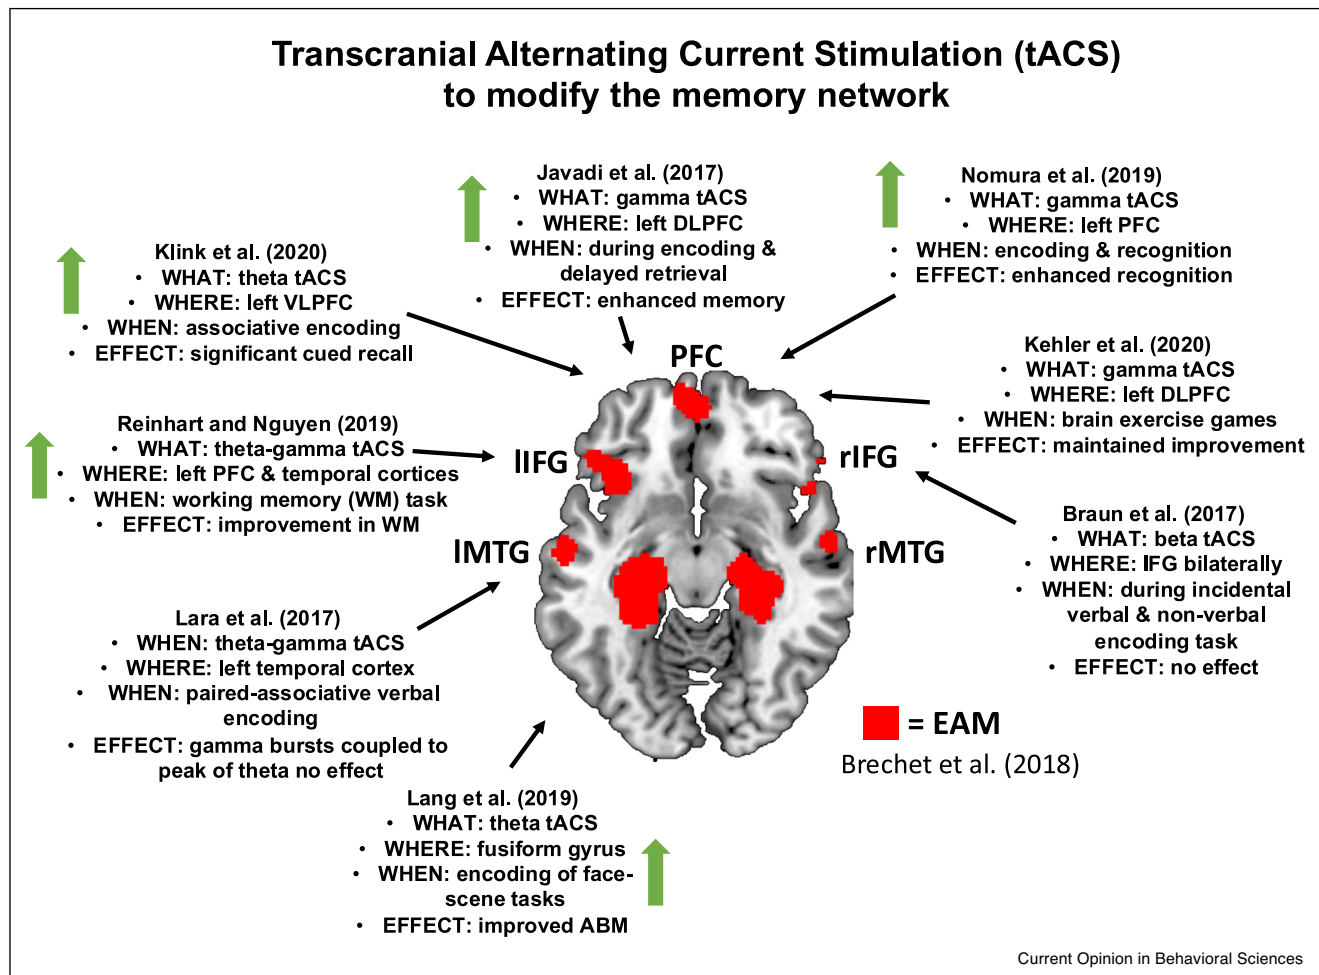 Transcranial Alternating Current Stimulation (tACS)
to modify the memory network
Javadi et al. (2017)
• WHAT: gamma tACS
• WHERE: left DLPFC
• WHEN: during encoding &
delayed retrieval
• EFFECT: enhanced memory
Nomura et al. (2019)
• WHAT: gamma tACS
• WHERE: left PFC
• WHEN: encoding & recognition
• EFFECT: enhanced recognition
Klink et al. (2020)
• WHAT: theta tACS
• WHERE: left VLPFC
• WHEN: associative encoding
• EFFECT: significant cued recall
Kehler et al. (2020)
• WHAT: gamma tACS
• WHERE: left DLPFC
• WHEN: brain exercise games
• EFFECT: maintained improvement
PFC
Reinhart and Nguyen (2019)
• WHAT: theta-gamma tACS
• WHERE: left PFC & temporal cortices
• WHEN: working memory (WM) task
• EFFECT: improvement in WM
lIFG
rIFG
lMTG
rMTG
Braun et al. (2017)
• WHAT: beta tACS
• WHERE: IFG bilaterally
• WHEN: during incidental
verbal & non-verbal
encoding task
• EFFECT: no effect
Lara et al. (2017)
• WHEN: theta-gamma tACS
• WHERE: left temporal cortex
• WHEN: paired-associative verbal
encoding
• EFFECT: gamma bursts coupled to
peak of theta no effect
= EAM
Brechet et al. (2018)
Lang et al. (2019)
• WHAT: theta tACS
• WHERE: fusiform gyrus
• WHEN: encoding of face-
scene tasks
• EFFECT: improved ABM
Current Opinion in Behavioral Sciences